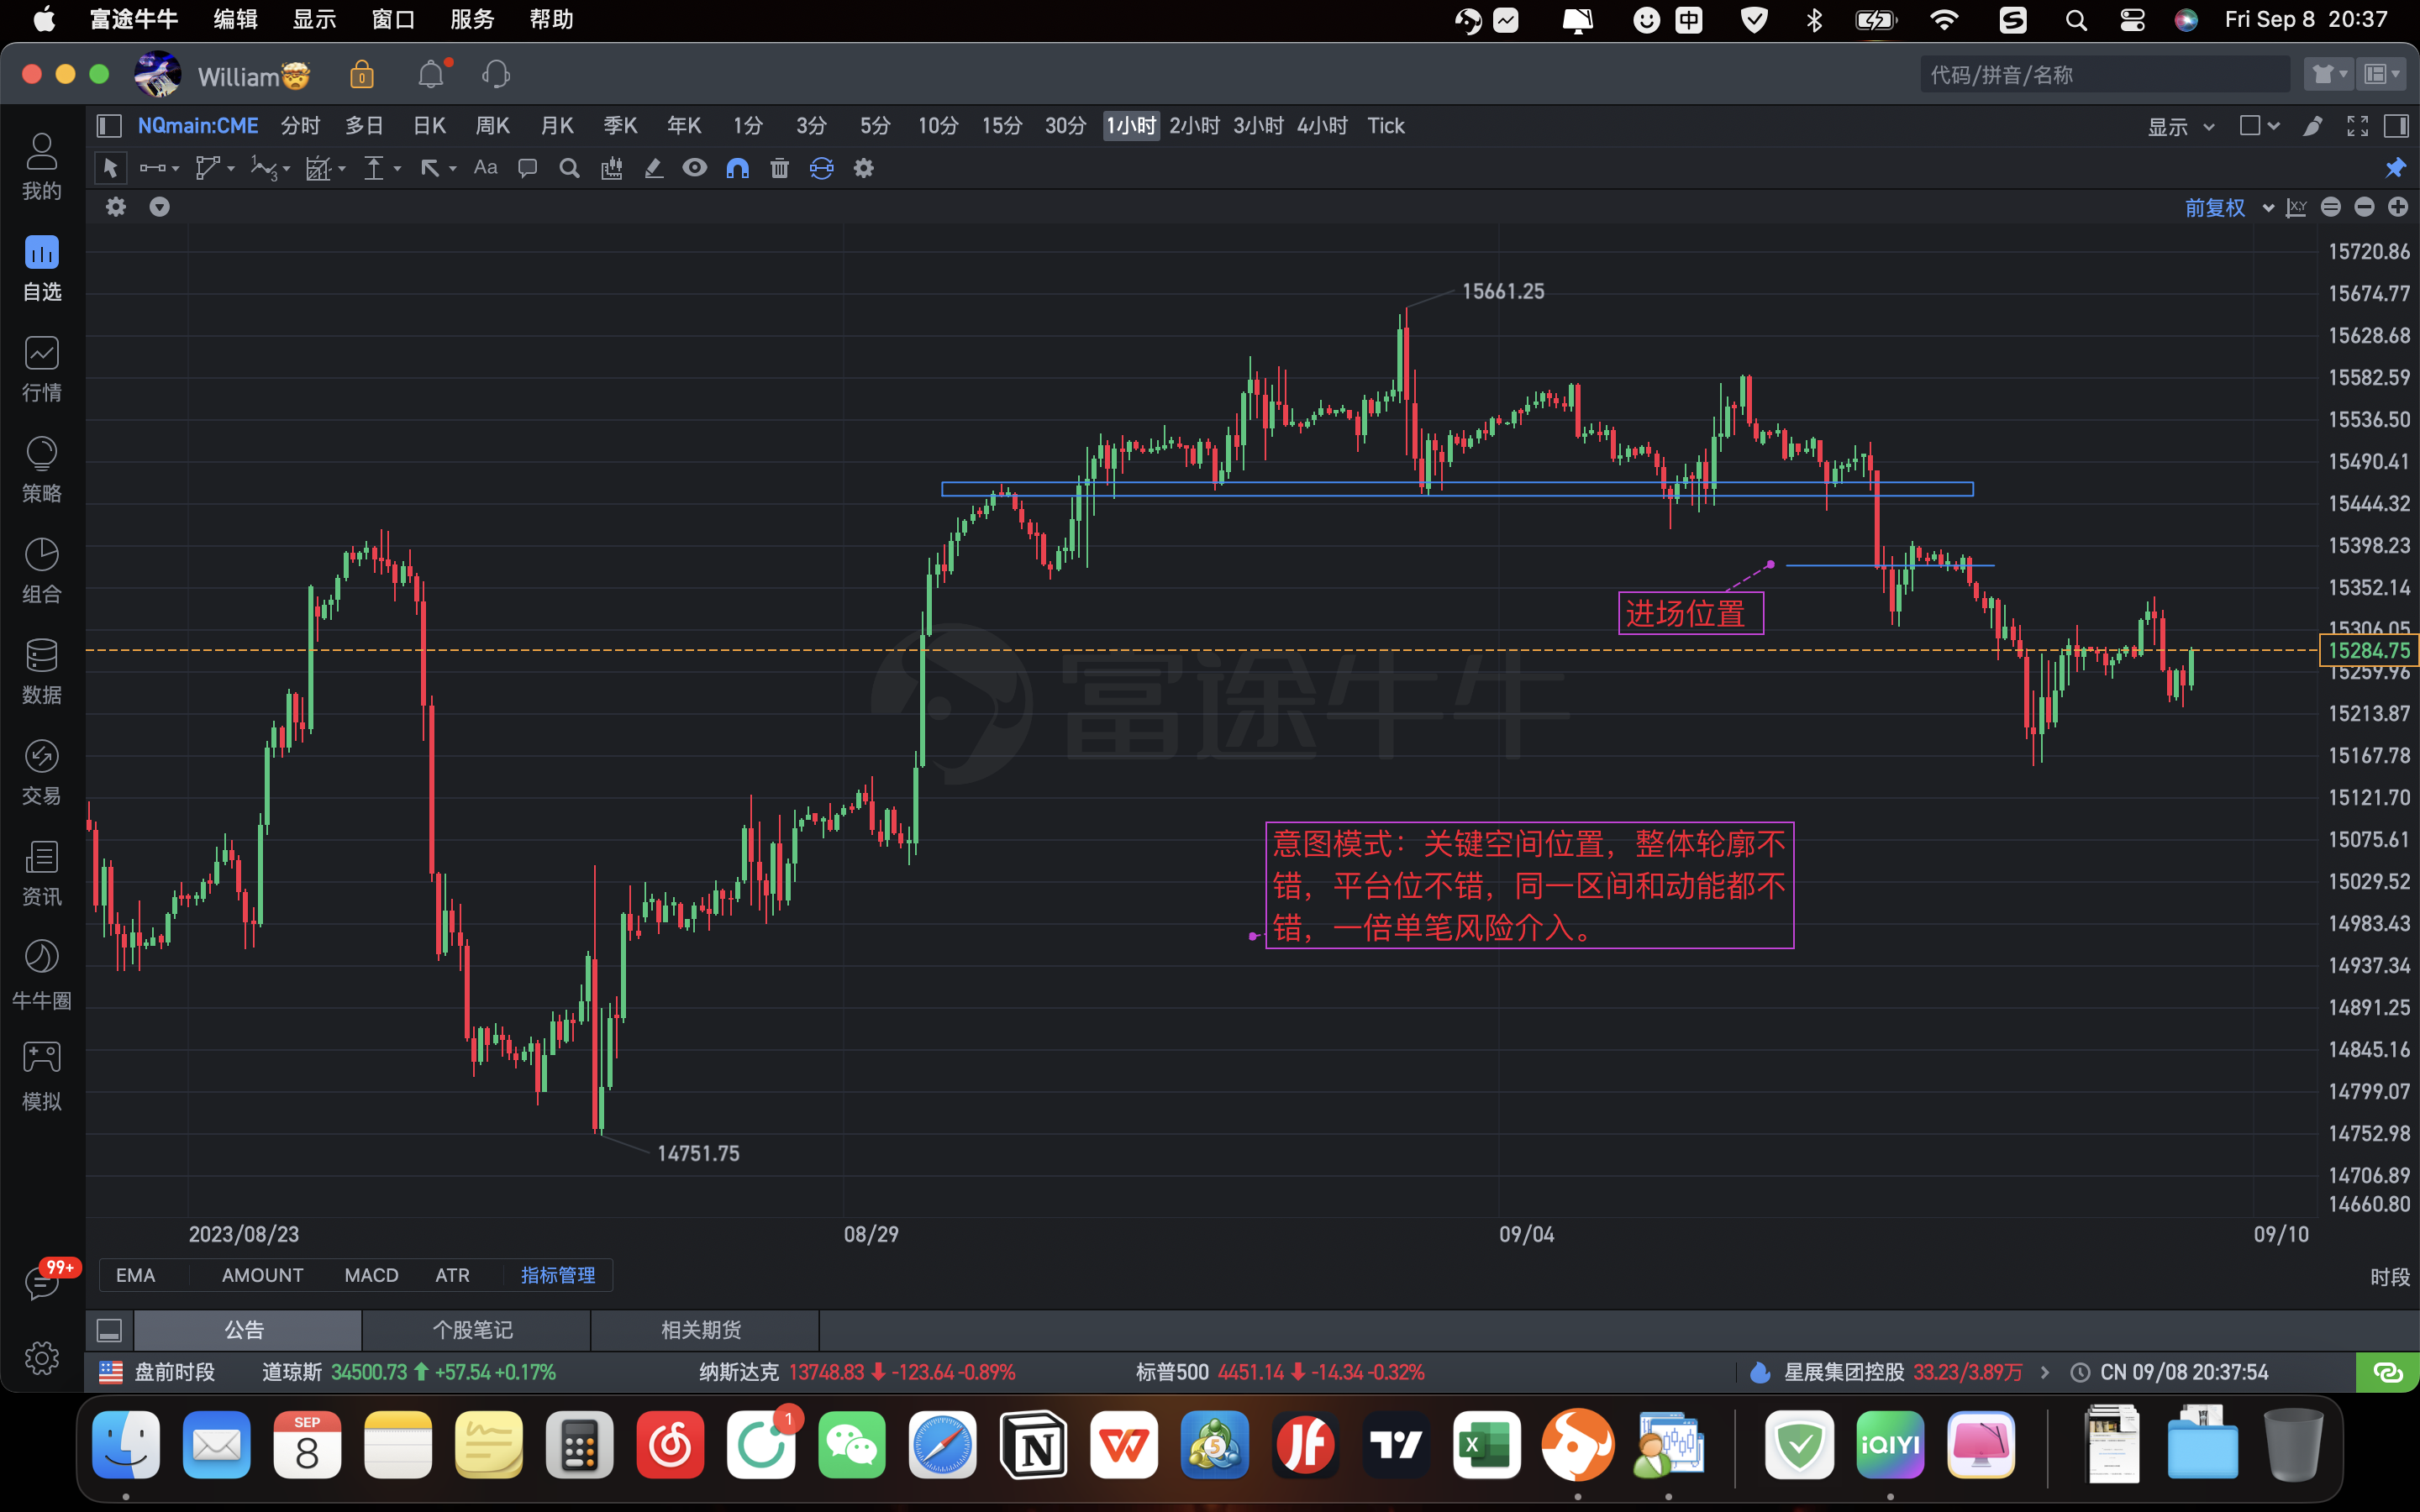 富途牛牛 编辑 显示 窗口 服务 帮助 中 Fri Sep 8 20:37
William 代码/拼音/名称
NQmain:CME 分时 多日 日K 周K 月K 季K 年K 1分 3分 5分 10分 15分 30分 1小时 2小时 3小时 4小时 Tick 显示
Aa
前复权 X,Y
我的
自选
行情
策略
组合
数据
交易
资讯
牛牛圈
模拟
99+
15661.25
进场位置
富途牛牛
意图模式：关键空间位置，整体轮廓不
错，平台位不错，同一区间和动能都不
错，一倍单笔风险介入。
14751.75
15720.86
15674.77
15628.68
15582.59
15536.50
15490.41
15444.32
15398.23
15352.14
15306.05
15284.75
15259.96
15213.87
15167.78
15121.70
15075.61
15029.52
14983.43
14937.34
14891.25
14845.16
14799.07
14752.98
14706.89
14660.80
2023/08/23 08/29 09/04 09/10
EMA AMOUNT MACD ATR 指标管理 时段
公告 个股笔记 相关期货
盘前时段 道琼斯 34500.73 +57.54 +0.17% 纳斯达克 13748.83 -123.64 -0.89% 标普500 4451.14 -14.34 -0.32% 星展集团控股 33.23/3.89万 CN 09/08 20:37:54
SEP
8
1
5
iQIYI